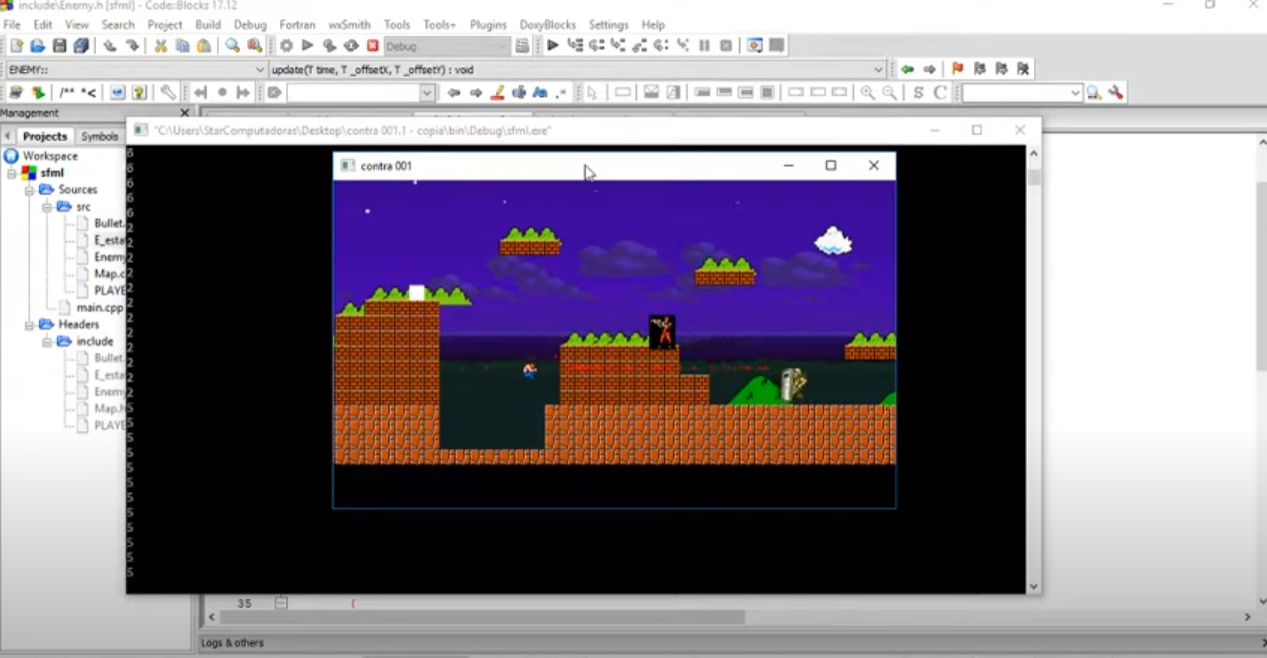 include\Enemy.h [sfml] - Code::Blocks 17.12
File Edit View Search Project Build Debug Fortran wxSmith Tools Tools+ Plugins DoxyBlocks Settings Help
Debug
ENEMY:: update(T time, T _offsetX, T _offsetY) : void
/** *<
S C
Management
Projects Symbols
"C:\Users\StarComputadoras\Desktop\contra 001.1 - copia\bin\Debug\sfml.exe"
Workspace
sfml
Sources
src
Bullet.
E_esta
Enemy
Map.c
PLAYE
main.cpp
Headers
include
Bullet.
E_esta
Enemy
Map.h
PLAYE
contra 001
6
6
6
6
6
2
2
2
2
2
2
2
2
2
2
2
2
5
5
5
5
5
5
5
5
5
5
5
35 {
Logs & others